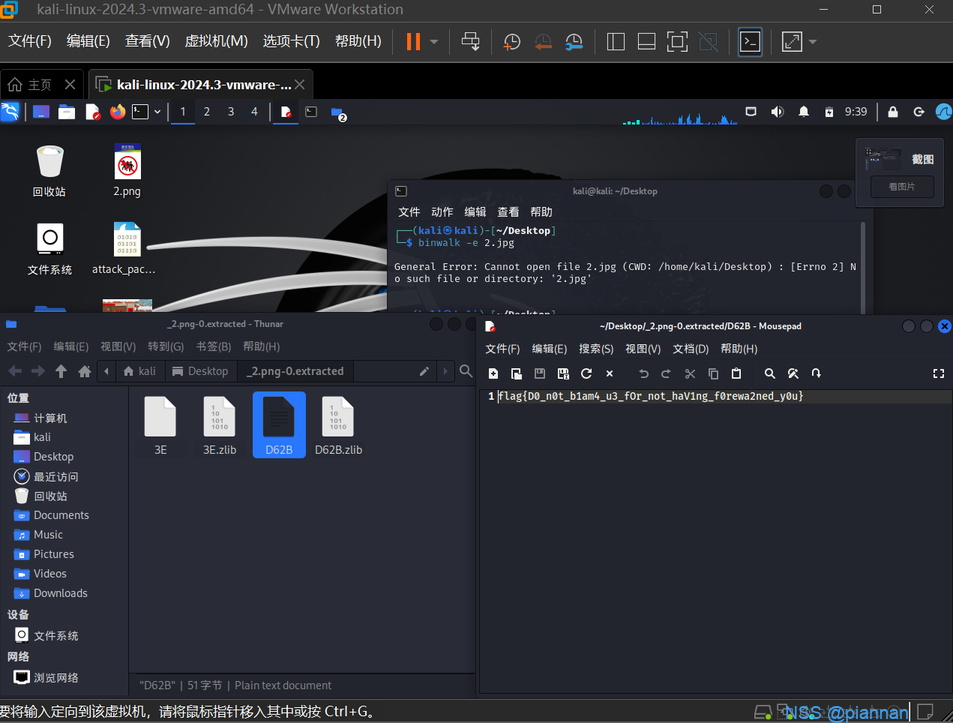 kali-linux-2024.3-vmware-amd64 - VMware Workstation
文件(F) 编辑(E) 查看(V) 虚拟机(M) 选项卡(T) 帮助(H)
主页 kali-linux-2024.3-vmware-...
1 2 3 4 2 9:39
截图
看图片
回收站
2.png
文件系统
attack_pac...
kali@kali: ~/Desktop
文件 动作 编辑 查看 帮助
┌──(kali㉿kali)-[~/Desktop]
└─$ binwalk -e 2.jpg
General Error: Cannot open file 2.jpg (CWD: /home/kali/Desktop) : [Errno 2] N
o such file or directory: '2.jpg'
_2.png-0.extracted - Thunar
文件(F) 编辑(E) 视图(V) 转到(G) 书签(B) 帮助(H)
kali Desktop _2.png-0.extracted
位置
计算机
kali
Desktop
最近访问
回收站
Documents
Music
Pictures
Videos
Downloads
设备
文件系统
网络
浏览网络
3E 3E.zlib D62B D62B.zlib
"D62B" | 51 字节 | Plain text document
~/Desktop/_2.png-0.extracted/D62B - Mousepad
文件(F) 编辑(E) 搜索(S) 视图(V) 文档(D) 帮助(H)
1 flag{D0_n0t_b1am4_u3_fOr_not_haV1ng_f0rewa2ned_y0u}
要将输入定向到该虚拟机，请将鼠标指针移入其中或按 Ctrl+G。
NSS @piannan